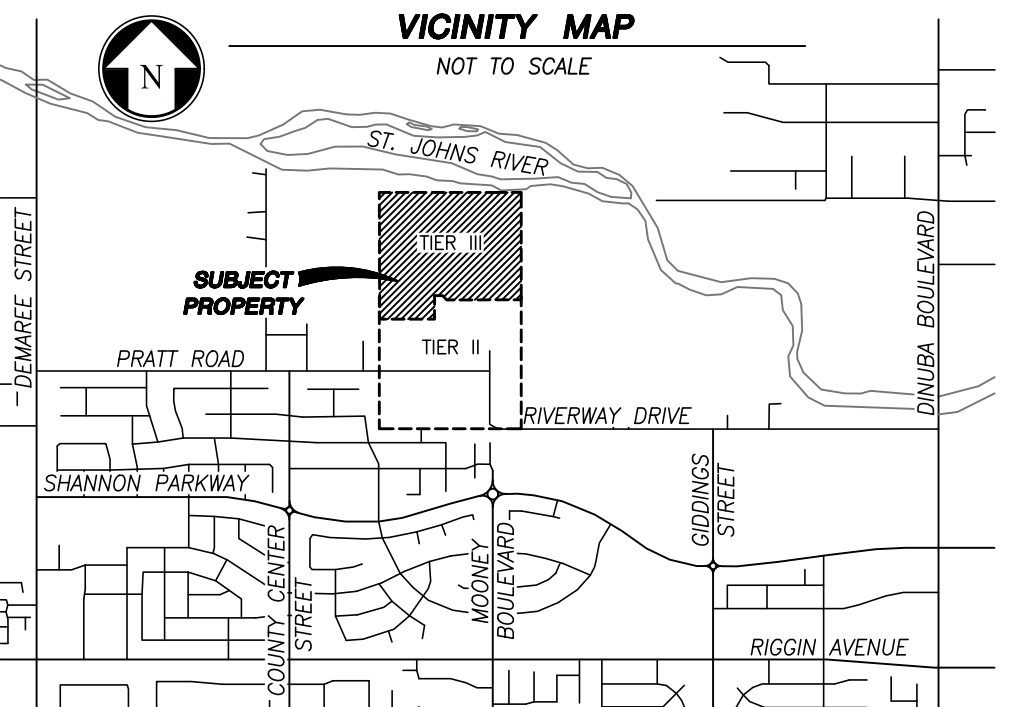 VICINITY MAP
NOT TO SCALE
N
ST. JOHNS RIVER
DEMAREE STREET
TIER III
SUBJECT
PROPERTY
DINUBA BOULEVARD
TIER II
PRATT ROAD
RIVERWAY DRIVE
SHANNON PARKWAY
GIDDINGS
STREET
COUNTY CENTER
STREET
MOONEY
BOULEVARD
RIGGIN AVENUE